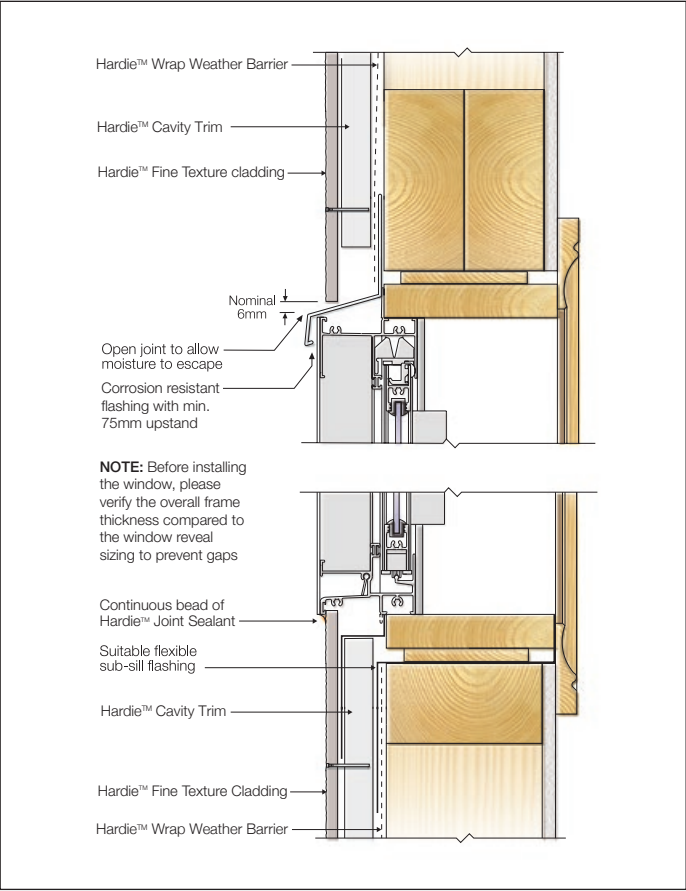 Hardie™ Wrap Weather Barrier
Hardie™ Cavity Trim
Hardie™ Fine Texture cladding
Nominal
6mm
Open joint to allow
moisture to escape
Corrosion resistant
flashing with min.
75mm upstand
NOTE: Before installing
the window, please
verify the overall frame
thickness compared to
the window reveal
sizing to prevent gaps
Continuous bead of
Hardie™ Joint Sealant
Suitable flexible
sub-sill flashing
Hardie™ Cavity Trim
Hardie™ Fine Texture Cladding
Hardie™ Wrap Weather Barrier